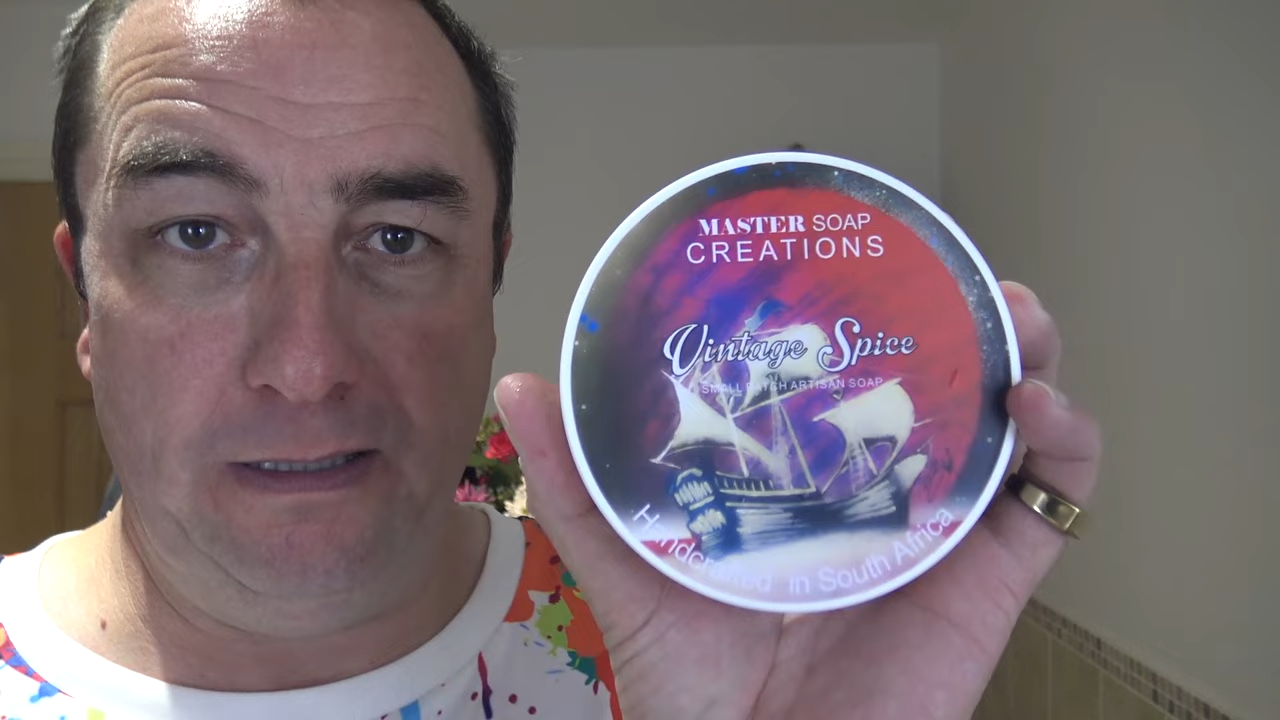 MASTER SOAP
CREATIONS
Vintage Spice
SMALL BATCH ARTISAN SOAP
Handcrafted in South Africa